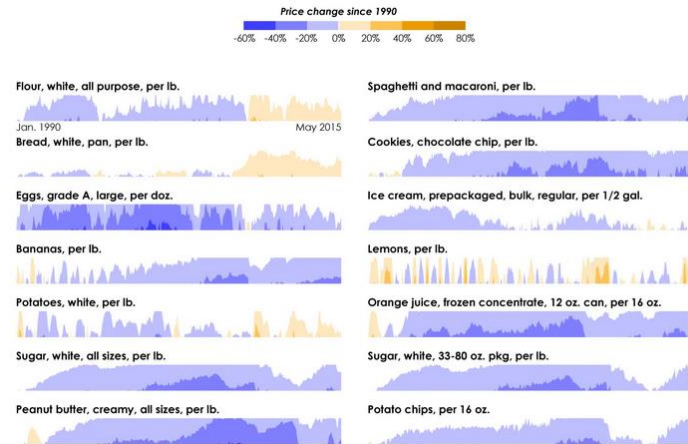 Price change since 1990
-60% -40% -20% 0% 20% 40% 60% 80%
Flour, white, all purpose, per lb.
Jan. 1990 May 2015
Bread, white, pan, per lb.
Eggs, grade A, large, per doz.
Bananas, per lb.
Potatoes, white, per lb.
Sugar, white, all sizes, per lb.
Peanut butter, creamy, all sizes, per lb.
Spaghetti and macaroni, per lb.
Cookies, chocolate chip, per lb.
Ice cream, prepackaged, bulk, regular, per 1/2 gal.
Lemons, per lb.
Orange juice, frozen concentrate, 12 oz. can, per 16 oz.
Sugar, white, 33-80 oz. pkg, per lb.
Potato chips, per 16 oz.